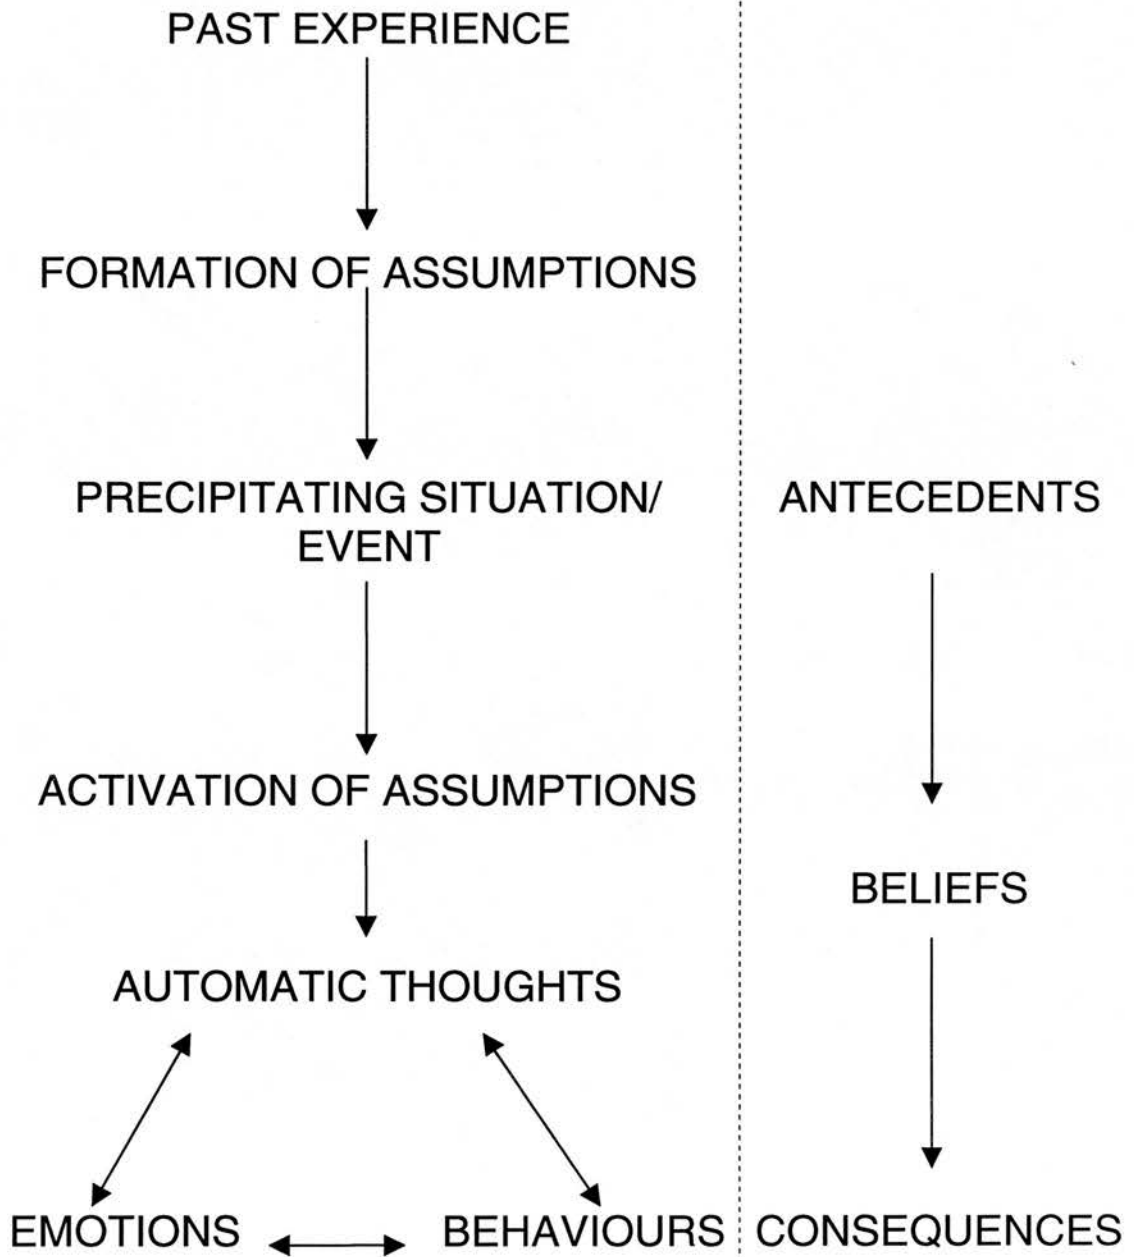 PAST EXPERIENCE
FORMATION OF ASSUMPTIONS
PRECIPITATING SITUATION/
EVENT
ACTIVATION OF ASSUMPTIONS
AUTOMATIC THOUGHTS
EMOTIONS
BEHAVIOURS
ANTECEDENTS
BELIEFS
CONSEQUENCES